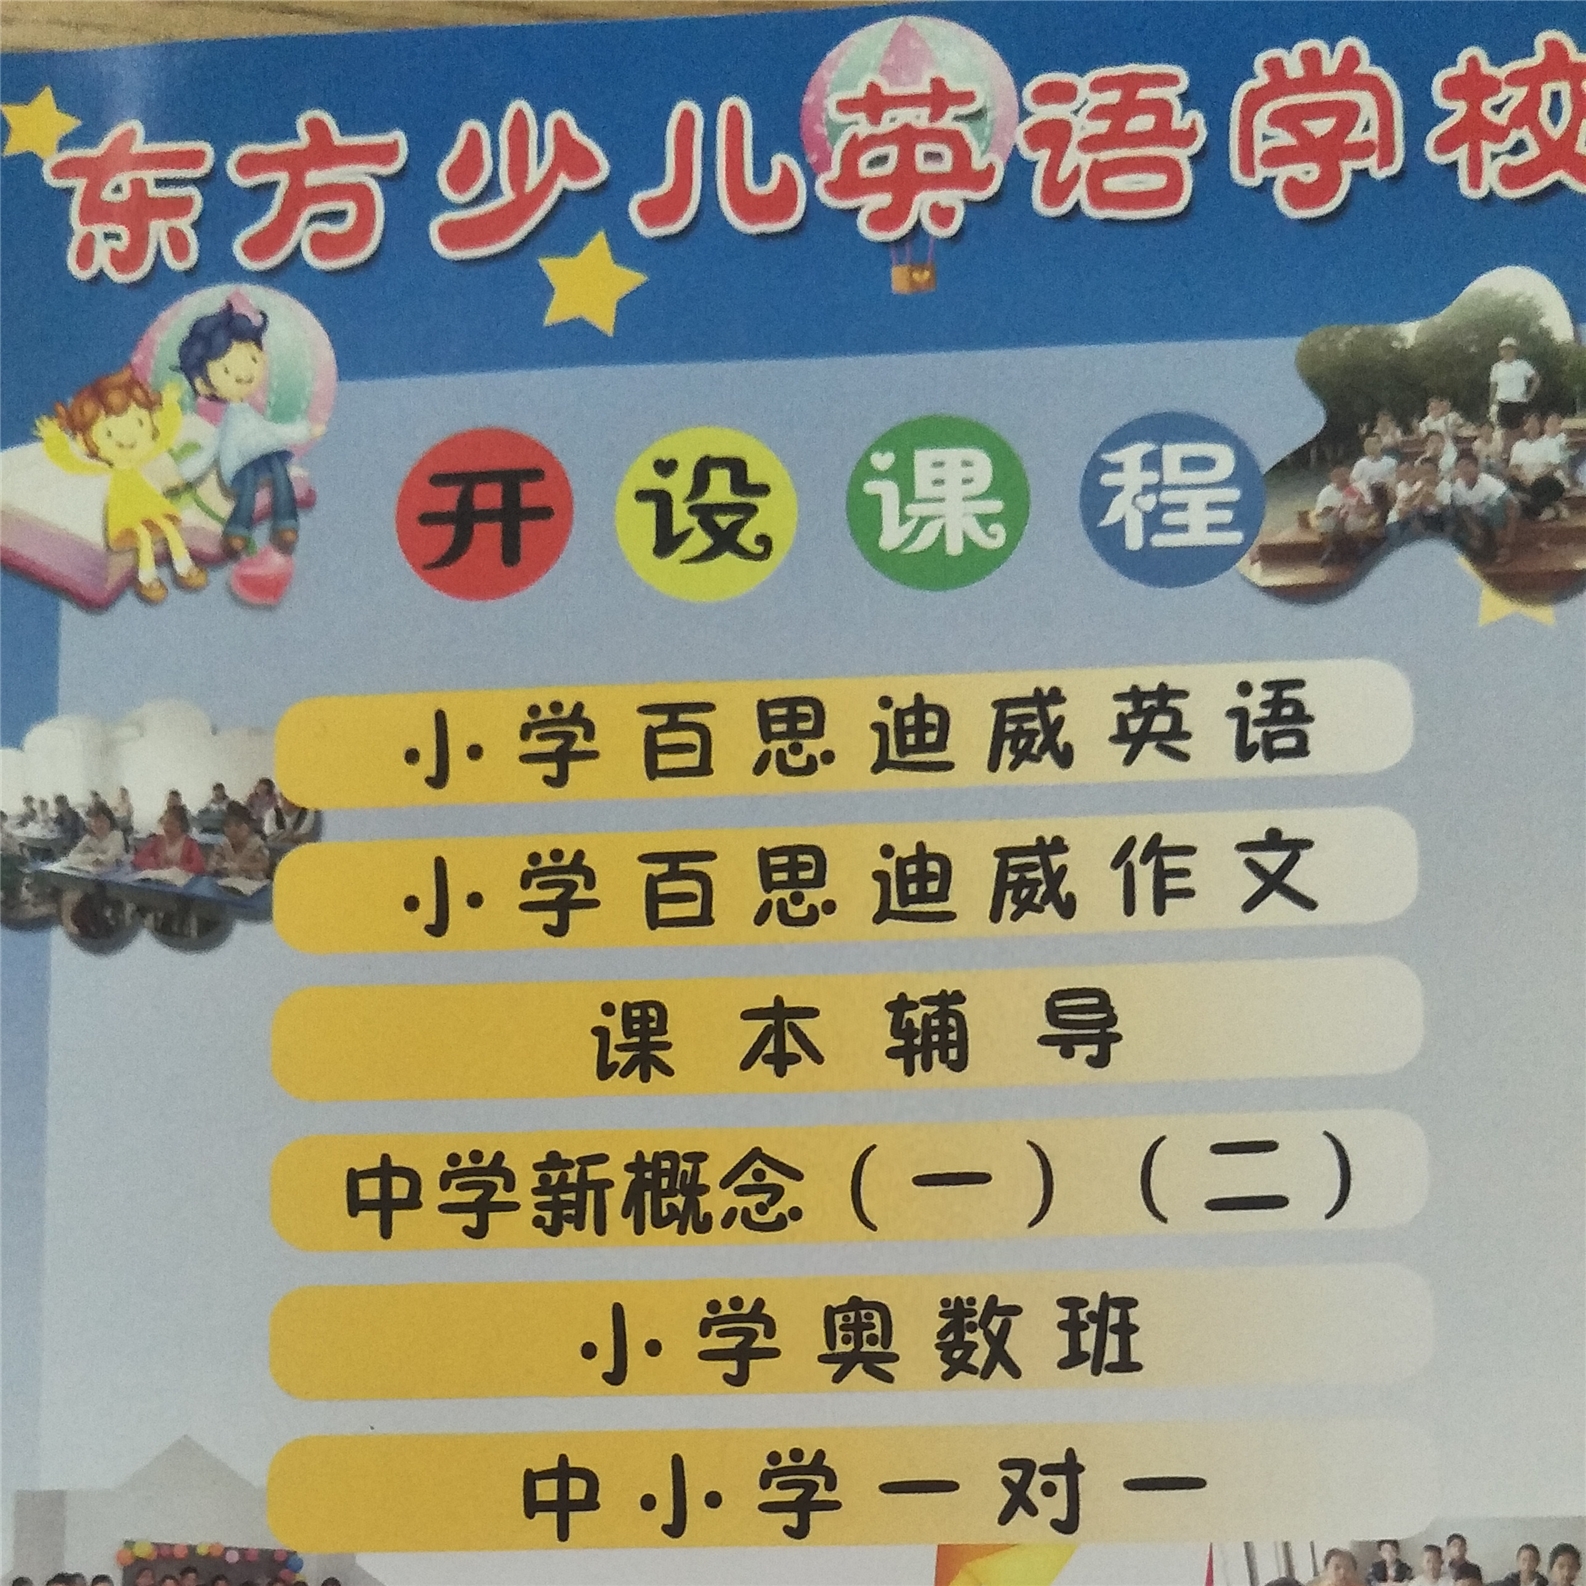 东方少儿英语学校
开设课程
小学百思迪威英语
小学百思迪威作文
课本辅导
中学新概念（一）（二）
小学奥数班
中小学一对一